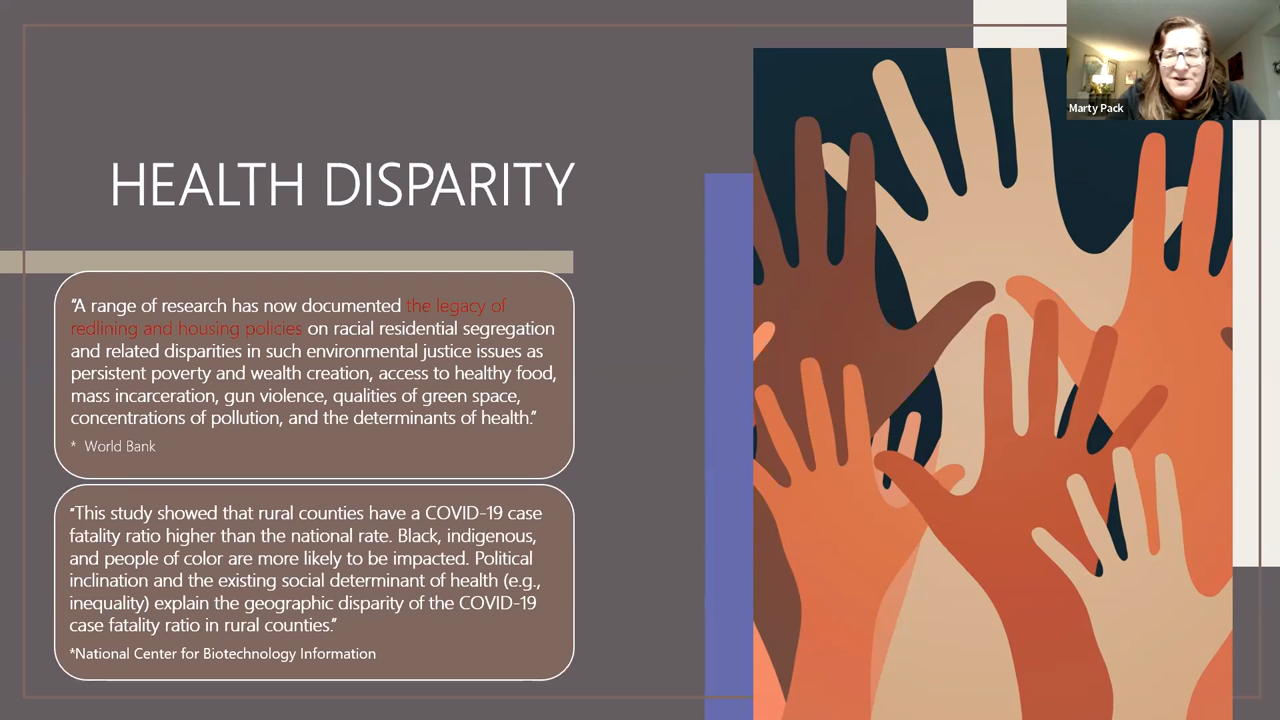 Marty Pack
HEALTH DISPARITY
“A range of research has now documented the legacy of
redlining and housing policies on racial residential segregation
and related disparities in such environmental justice issues as
persistent poverty and wealth creation, access to healthy food,
mass incarceration, gun violence, qualities of green space,
concentrations of pollution, and the determinants of health.”
* World Bank
“This study showed that rural counties have a COVID-19 case
fatality ratio higher than the national rate. Black, indigenous,
and people of color are more likely to be impacted. Political
inclination and the existing social determinant of health (e.g.,
inequality) explain the geographic disparity of the COVID-19
case fatality ratio in rural counties.”
*National Center for Biotechnology Information